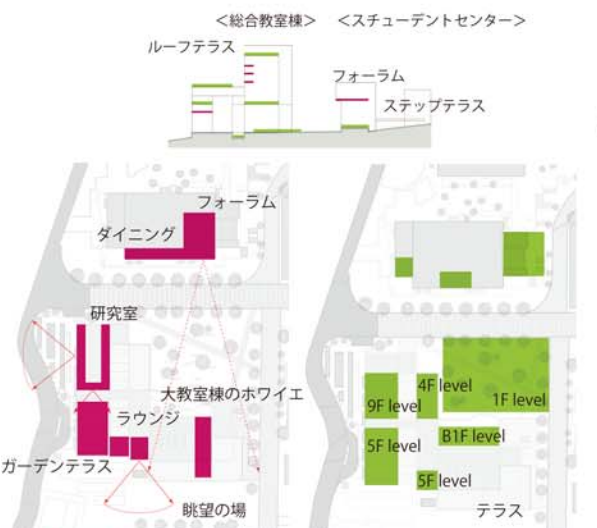 ＜総合教室棟＞
＜スチューデントセンター＞
ルーフテラス
フォーラム
ステップテラス
フォーラム
ダイニング
研究室
大教室棟のホワイエ
ラウンジ
ガーデンテラス
眺望の場
9F level
4F level
1F level
5F level
B1F level
5F level
テラス